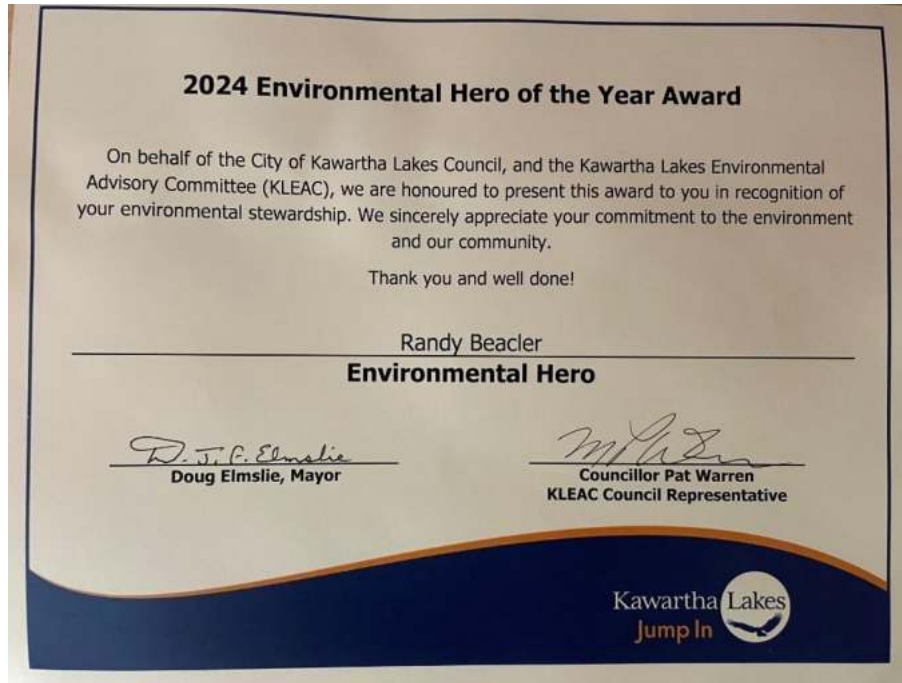 2024 Environmental Hero of the Year Award
On behalf of the City of Kawartha Lakes Council, and the Kawartha Lakes Environmental
Advisory Committee (KLEAC), we are honoured to present this award to you in recognition of
your environmental stewardship. We sincerely appreciate your commitment to the environment
and our community.
Thank you and well done!
Randy Beacler
Environmental Hero
D. J. F. Elmslie
Doug Elmslie, Mayor
Councillor Pat Warren
KLEAC Council Representative
Kawartha Lakes
Jump In